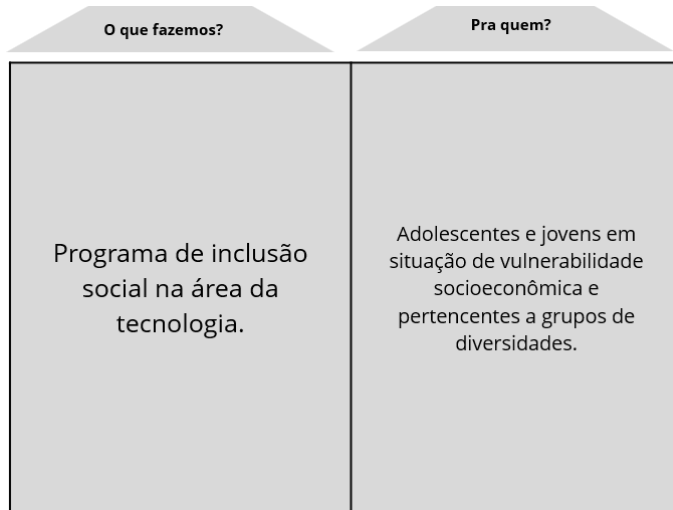 O que fazemos?
Pra quem?
Programa de inclusão
social na área da
tecnologia.
Adolescentes e jovens em
situação de vulnerabilidade
socioeconômica e
pertencentes a grupos de
diversidades.